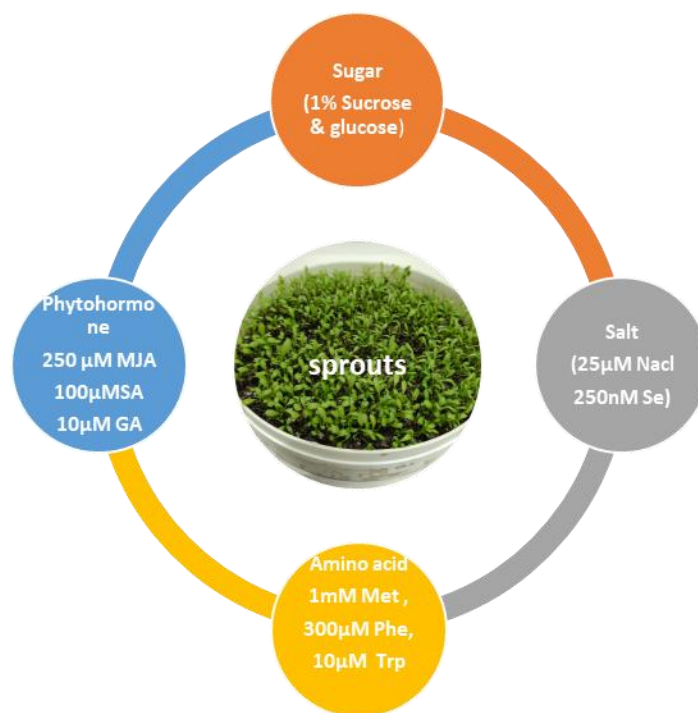 Sugar
(1% Sucrose
& glucose)
Phytohormo
ne
250 µM MJA
100µMSA
10µM GA
sprouts
Salt
(25µM Nacl
250nM Se)
Amino acid
1mM Met ,
300µM Phe,
10µM Trp